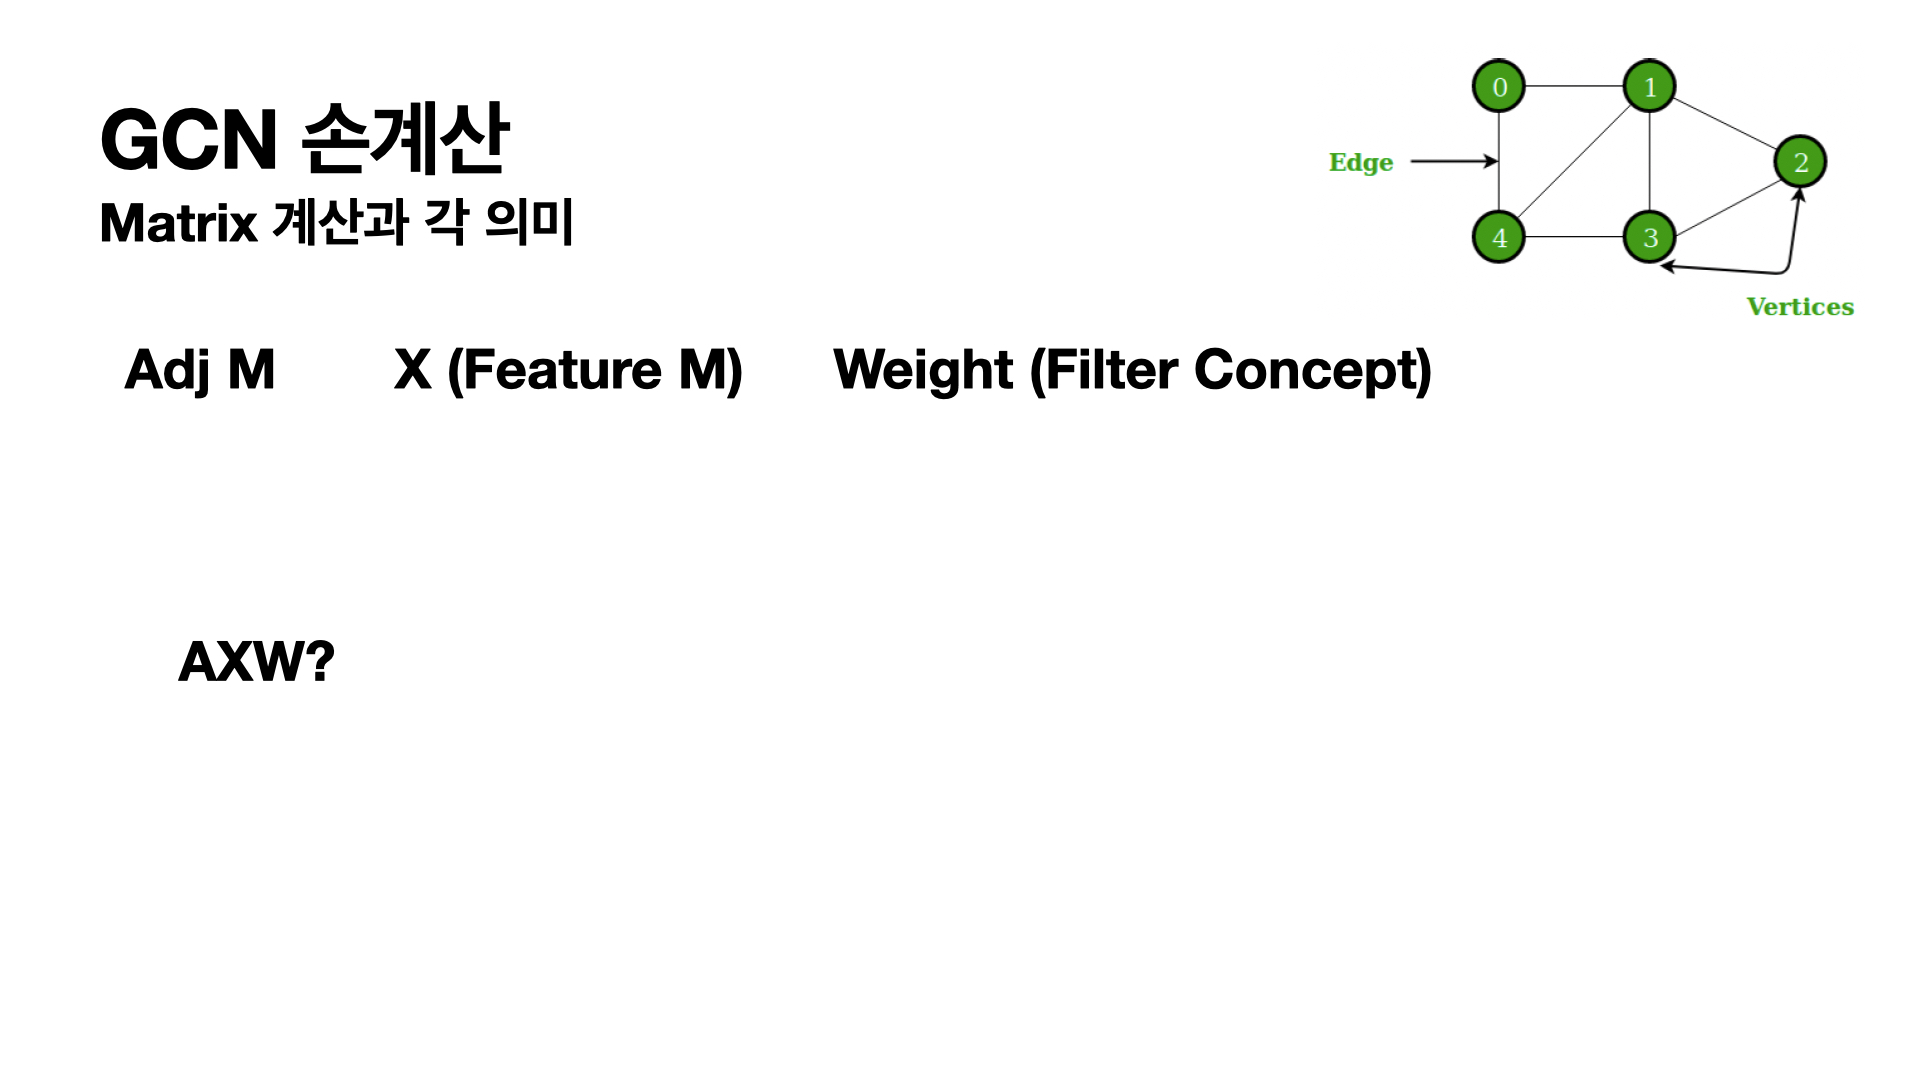 GCN 손계산
Matrix 계산과 각 의미
0
1
Edge
2
4
3
Vertices
Adj M
X (Feature M)
Weight (Filter Concept)
AXW?